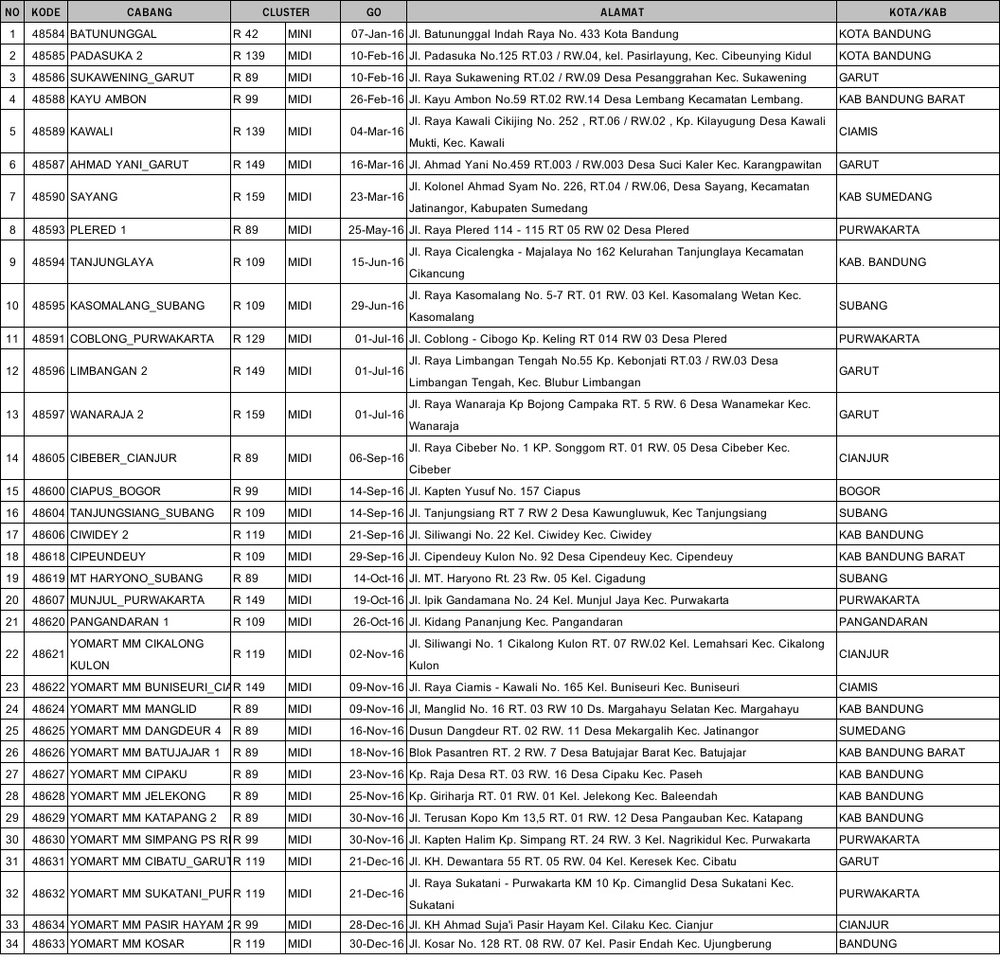 NO KODE CABANG CLUSTER GO ALAMAT KOTA/KAB
1 48584 BATUNUNGGAL R 42 MINI 07-Jan-16 Jl. Batununggal Indah Raya No. 433 Kota Bandung KOTA BANDUNG
2 48585 PADASUKA 2 R 139 MIDI 10-Feb-16 Jl. Padasuka No.125 RT.03 / RW.04, kel. Pasirlayung, Kec. Cibeunying Kidul KOTA BANDUNG
3 48586 SUKAWENING_GARUT R 89 MIDI 10-Feb-16 Jl. Raya Sukawening RT.02 / RW.09 Desa Pesanggrahan Kec. Sukawening GARUT
4 48588 KAYU AMBON R 99 MIDI 26-Feb-16 Jl. Kayu Ambon No.59 RT.02 RW.14 Desa Lembang Kecamatan Lembang. KAB BANDUNG BARAT
5 48589 KAWALI R 139 MIDI 04-Mar-16 Jl. Raya Kawali Cikijing No. 252 , RT.06 / RW.02 , Kp. Kilayugung Desa Kawali
Mukti, Kec. Kawali CIAMIS
6 48587 AHMAD YANI_GARUT R 149 MIDI 16-Mar-16 Jl. Ahmad Yani No.459 RT.003 / RW.003 Desa Suci Kaler Kec. Karangpawitan GARUT
7 48590 SAYANG R 159 MIDI 23-Mar-16 Jl. Kolonel Ahmad Syam No. 226, RT.04 / RW.06, Desa Sayang, Kecamatan
Jatinangor, Kabupaten Sumedang KAB SUMEDANG
8 48593 PLERED 1 R 89 MIDI 25-May-16 Jl. Raya Plered 114 - 115 RT 05 RW 02 Desa Plered PURWAKARTA
9 48594 TANJUNGLAYA R 109 MIDI 15-Jun-16 Jl. Raya Cicalengka - Majalaya No 162 Kelurahan Tanjunglaya Kecamatan
Cikancung KAB. BANDUNG
10 48595 KASOMALANG_SUBANG R 109 MIDI 29-Jun-16 Jl. Raya Kasomalang No. 5-7 RT. 01 RW. 03 Kel. Kasomalang Wetan Kec.
Kasomalang SUBANG
11 48591 COBLONG_PURWAKARTA R 129 MIDI 01-Jul-16 Jl. Coblong - Cibogo Kp. Keling RT 014 RW 03 Desa Plered PURWAKARTA
12 48596 LIMBANGAN 2 R 149 MIDI 01-Jul-16 Jl. Raya Limbangan Tengah No.55 Kp. Kebonjati RT.03 / RW.03 Desa
Limbangan Tengah, Kec. Blubur Limbangan GARUT
13 48597 WANARAJA 2 R 159 MIDI 01-Jul-16 Jl. Raya Wanaraja Kp Bojong Campaka RT. 5 RW. 6 Desa Wanamekar Kec.
Wanaraja GARUT
14 48605 CIBEBER_CIANJUR R 89 MIDI 06-Sep-16 Jl. Raya Cibeber No. 1 KP. Songgom RT. 01 RW. 05 Desa Cibeber Kec.
Cibeber CIANJUR
15 48600 CIAPUS_BOGOR R 99 MIDI 14-Sep-16 Jl. Kapten Yusuf No. 157 Ciapus BOGOR
16 48604 TANJUNGSIANG_SUBANG R 109 MIDI 14-Sep-16 Jl. Tanjungsiang RT 7 RW 2 Desa Kawungluwuk, Kec Tanjungsiang SUBANG
17 48606 CIWIDEY 2 R 119 MIDI 21-Sep-16 Jl. Siliwangi No. 22 Kel. Ciwidey Kec. Ciwidey KAB BANDUNG
18 48618 CIPEUNDEUY R 109 MIDI 29-Sep-16 Jl. Cipendeuy Kulon No. 92 Desa Cipendeuy Kec. Cipendeuy KAB BANDUNG BARAT
19 48619 MT HARYONO_SUBANG R 89 MIDI 14-Oct-16 Jl. MT. Haryono Rt. 23 Rw. 05 Kel. Cigadung SUBANG
20 48607 MUNJUL_PURWAKARTA R 149 MIDI 19-Oct-16 Jl. Ipik Gandamana No. 24 Kel. Munjul Jaya Kec. Purwakarta PURWAKARTA
21 48620 PANGANDARAN 1 R 109 MIDI 26-Oct-16 Jl. Kidang Pananjung Kec. Pangandaran PANGANDARAN
22 48621 YOMART MM CIKALONG
KULON R 119 MIDI 02-Nov-16 Jl. Siliwangi No. 1 Cikalong Kulon RT. 07 RW.02 Kel. Lemahsari Kec. Cikalong
Kulon CIANJUR
23 48622 YOMART MM BUNISEURI_CIA R 149 MIDI 09-Nov-16 Jl. Raya Ciamis - Kawali No. 165 Kel. Buniseuri Kec. Buniseuri CIAMIS
24 48624 YOMART MM MANGLID R 89 MIDI 09-Nov-16 Jl, Manglid No. 16 RT. 03 RW 10 Ds. Margahayu Selatan Kec. Margahayu KAB BANDUNG
25 48625 YOMART MM DANGDEUR 4 R 89 MIDI 16-Nov-16 Dusun Dangdeur RT. 02 RW. 11 Desa Mekargalih Kec. Jatinangor SUMEDANG
26 48626 YOMART MM BATUJAJAR 1 R 89 MIDI 18-Nov-16 Blok Pasantren RT. 2 RW. 7 Desa Batujajar Barat Kec. Batujajar KAB BANDUNG BARAT
27 48627 YOMART MM CIPAKU R 89 MIDI 23-Nov-16 Kp. Raja Desa RT. 03 RW. 16 Desa Cipaku Kec. Paseh KAB BANDUNG
28 48628 YOMART MM JELEKONG R 89 MIDI 25-Nov-16 Kp. Giriharja RT. 01 RW. 01 Kel. Jelekong Kec. Baleendah KAB BANDUNG
29 48629 YOMART MM KATAPANG 2 R 89 MIDI 30-Nov-16 Jl. Terusan Kopo Km 13,5 RT. 01 RW. 12 Desa Pangauban Kec. Katapang KAB BANDUNG
30 48630 YOMART MM SIMPANG PS R 99 MIDI 30-Nov-16 Jl. Kapten Halim Kp. Simpang RT. 24 RW. 3 Kel. Nagrikidul Kec. Purwakarta PURWAKARTA
31 48631 YOMART MM CIBATU_GARUT R 119 MIDI 21-Dec-16 Jl. KH. Dewantara 55 RT. 05 RW. 04 Kel. Keresek Kec. Cibatu GARUT
32 48632 YOMART MM SUKATANI_PUR R 119 MIDI 21-Dec-16 Jl. Raya Sukatani - Purwakarta KM 10 Kp. Cimanglid Desa Sukatani Kec.
Sukatani PURWAKARTA
33 48634 YOMART MM PASIR HAYAM 2 R 99 MIDI 28-Dec-16 Jl. KH Ahmad Suja'i Pasir Hayam Kel. Cilaku Kec. Cianjur CIANJUR
34 48633 YOMART MM KOSAR R 119 MIDI 30-Dec-16 Jl. Kosar No. 128 RT. 08 RW. 07 Kel. Pasir Endah Kec. Ujungberung BANDUNG